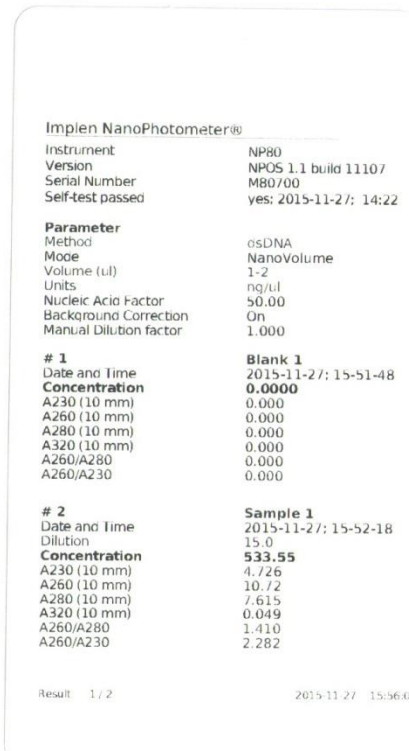 Implen NanoPhotometer®
Instrument NP80
Version NPOS 1.1 build 11107
Serial Number M80700
Self-test passed yes; 2015-11-27; 14:22
Parameter
Method dsDNA
Mode NanoVolume
Volume (ul) 1-2
Units ng/ul
Nucleic Acid Factor 50.00
Background Correction On
Manual Dilution factor 1.000
# 1 Blank 1
Date and Time 2015-11-27; 15-51-48
Concentration 0.0000
A230 (10 mm) 0.000
A260 (10 mm) 0.000
A280 (10 mm) 0.000
A320 (10 mm) 0.000
A260/A280 0.000
A260/A230 0.000
# 2 Sample 1
Date and Time 2015-11-27; 15-52-18
Dilution 15.0
Concentration 533.55
A230 (10 mm) 4.726
A260 (10 mm) 10.72
A280 (10 mm) 7.615
A320 (10 mm) 0.049
A260/A280 1.410
A260/A230 2.282
Result 1 / 2 2015-11-27 15:56:0